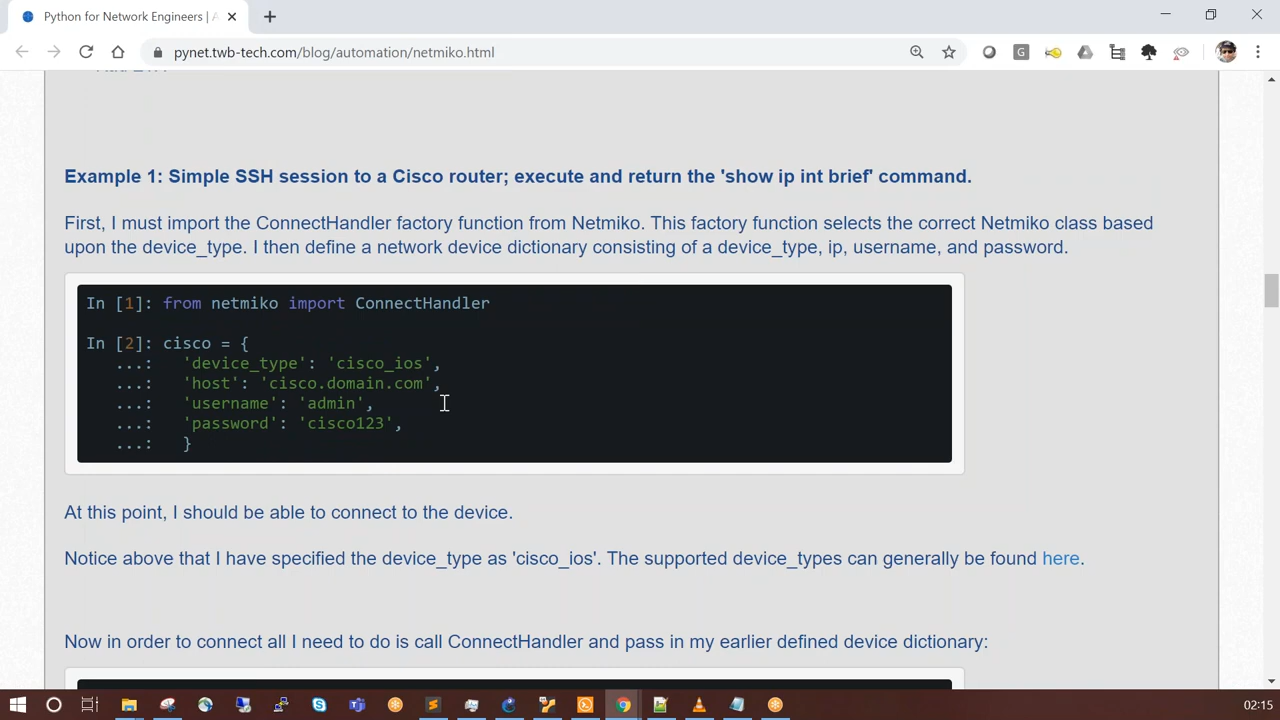 Python for Network Engineers | A
pynet.twb-tech.com/blog/automation/netmiko.html
Example 1: Simple SSH session to a Cisco router; execute and return the 'show ip int brief' command.
First, I must import the ConnectHandler factory function from Netmiko. This factory function selects the correct Netmiko class based
upon the device_type. I then define a network device dictionary consisting of a device_type, ip, username, and password.
In [1]: from netmiko import ConnectHandler
In [2]: cisco = {
...: 'device_type': 'cisco_ios',
...: 'host': 'cisco.domain.com',
...: 'username': 'admin',
...: 'password': 'cisco123',
...: }
At this point, I should be able to connect to the device.
Notice above that I have specified the device_type as 'cisco_ios'. The supported device_types can generally be found here.
Now in order to connect all I need to do is call ConnectHandler and pass in my earlier defined device dictionary:
02:15